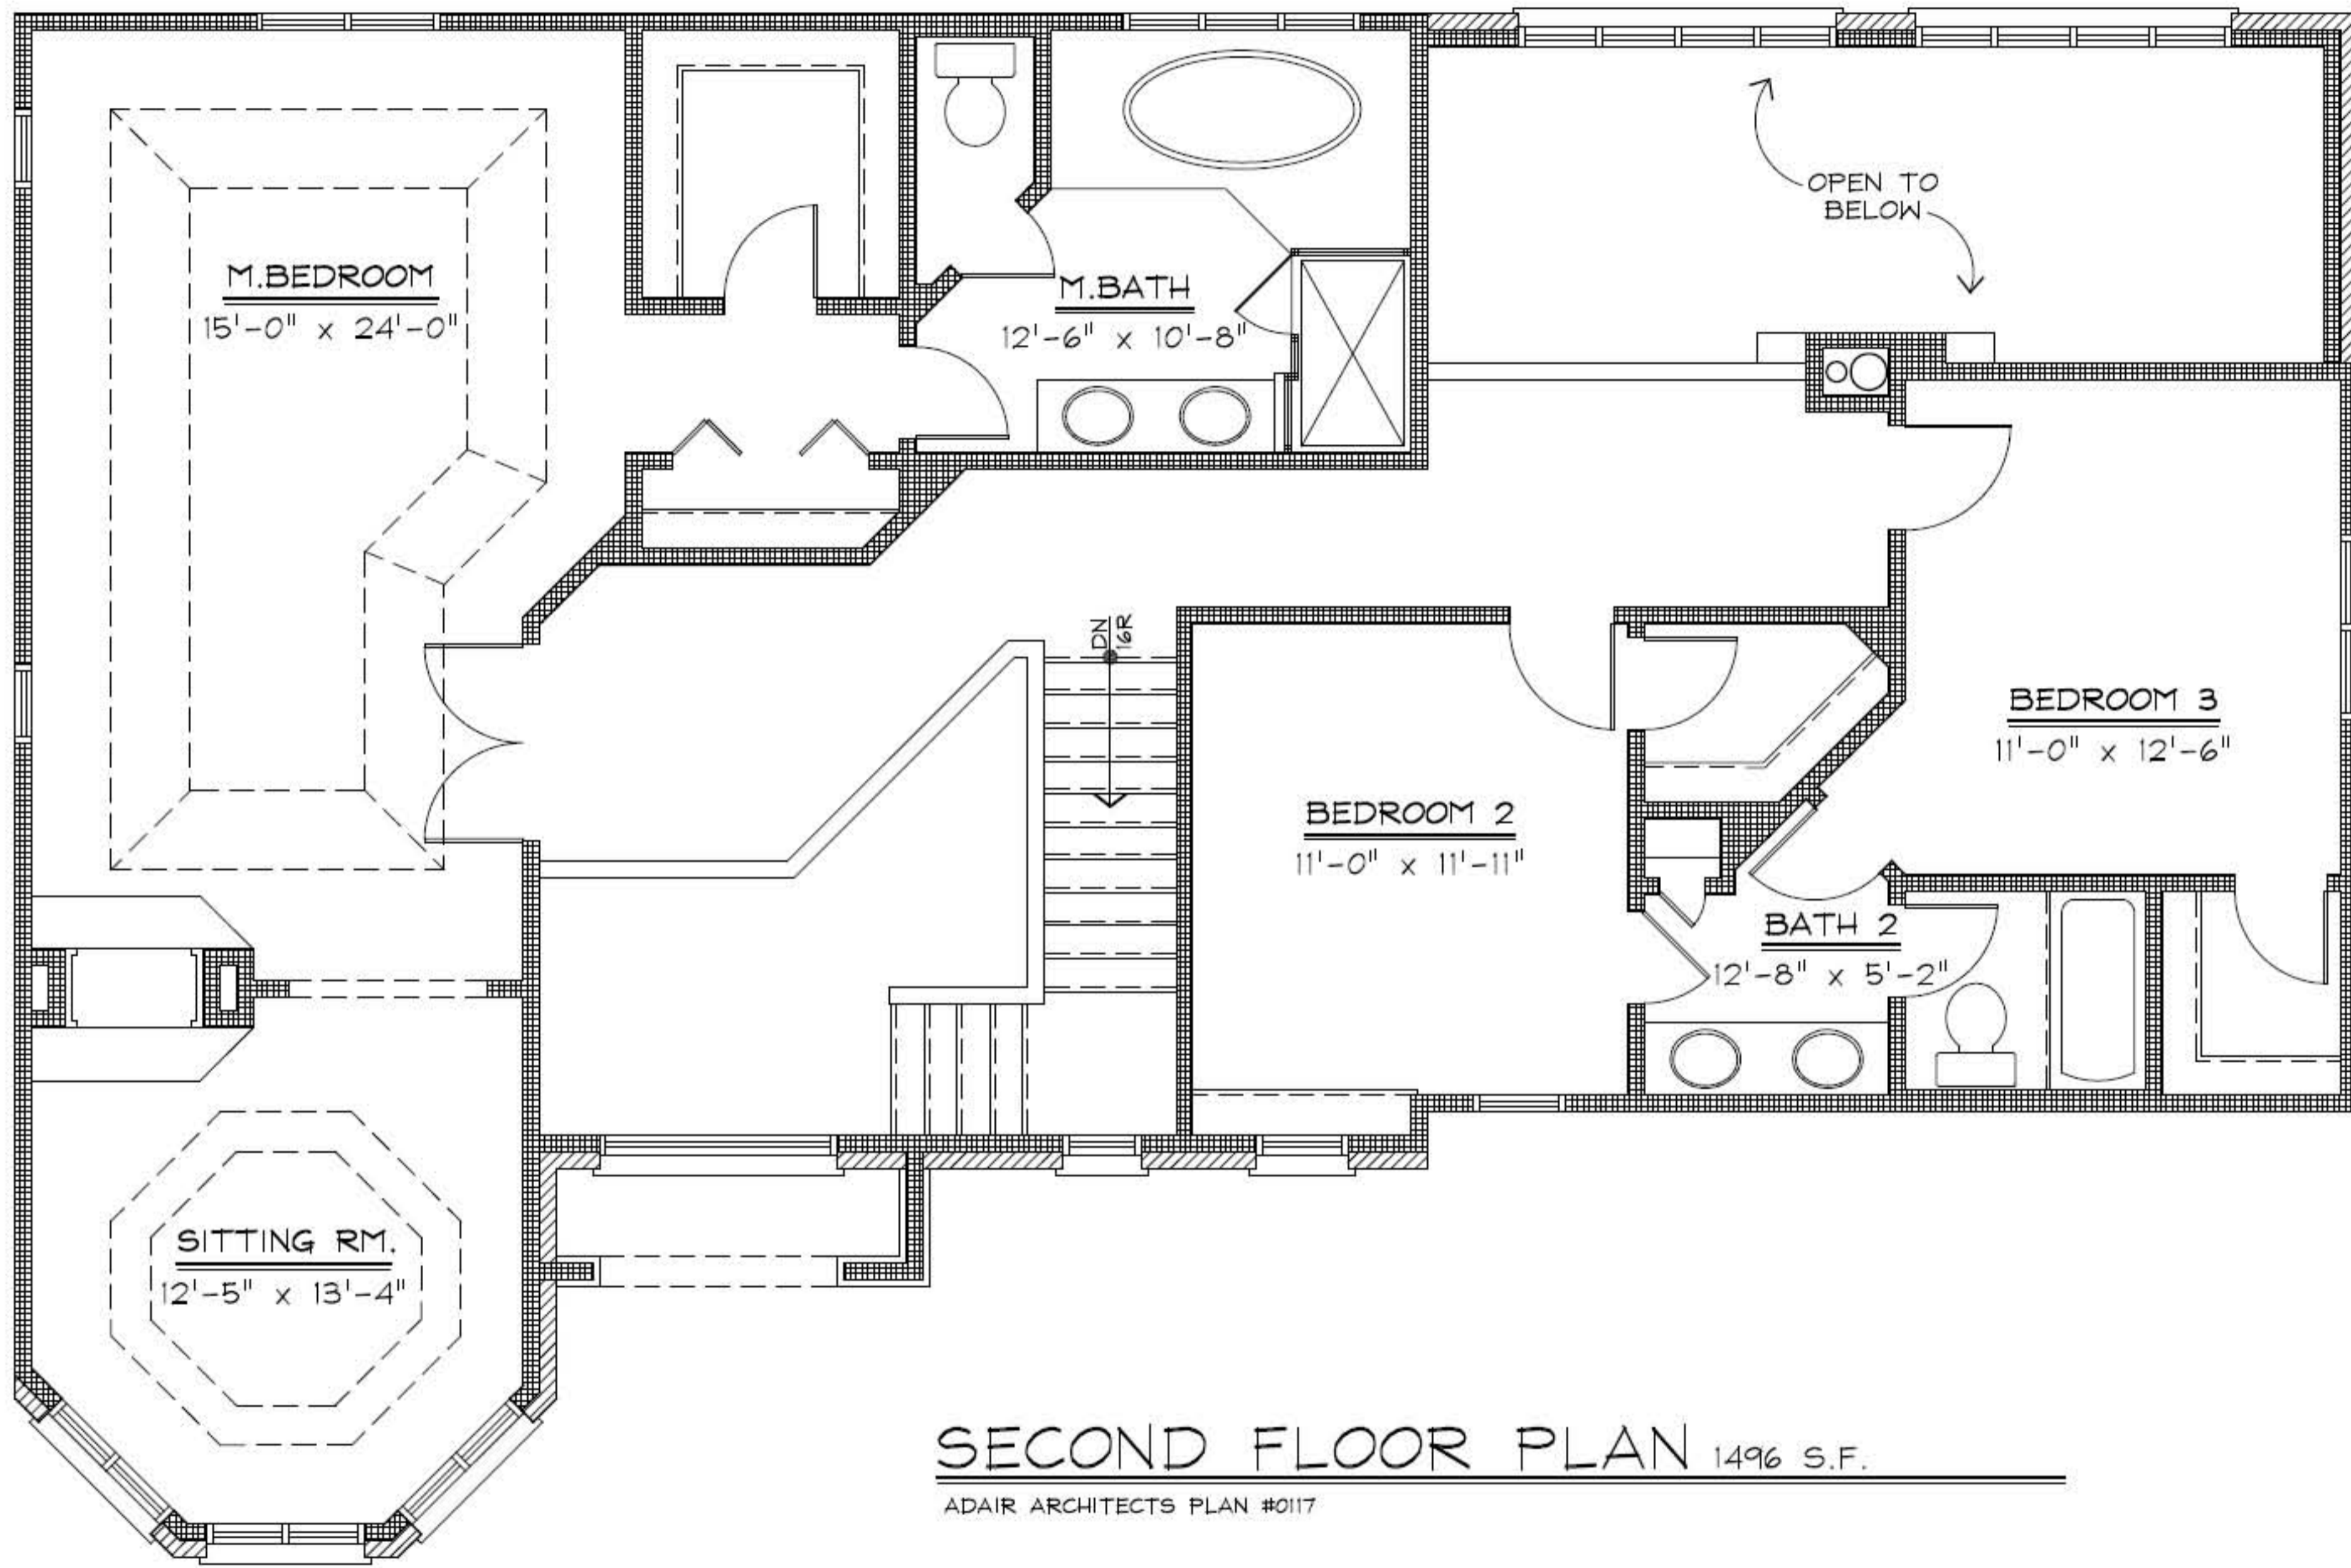 OPEN TO
BELOW
M.BEDROOM
15'-0" x 24'-0"
M.BATH
12'-6" x 10'-8"
DN
16R
BEDROOM 3
11'-0" x 12'-6"
BEDROOM 2
11'-0" x 11'-11"
BATH 2
12'-8" x 5'-2"
SITTING RM.
12'-5" x 13'-4"
SECOND FLOOR PLAN 1496 S.F.
ADAIR ARCHITECTS PLAN #0117